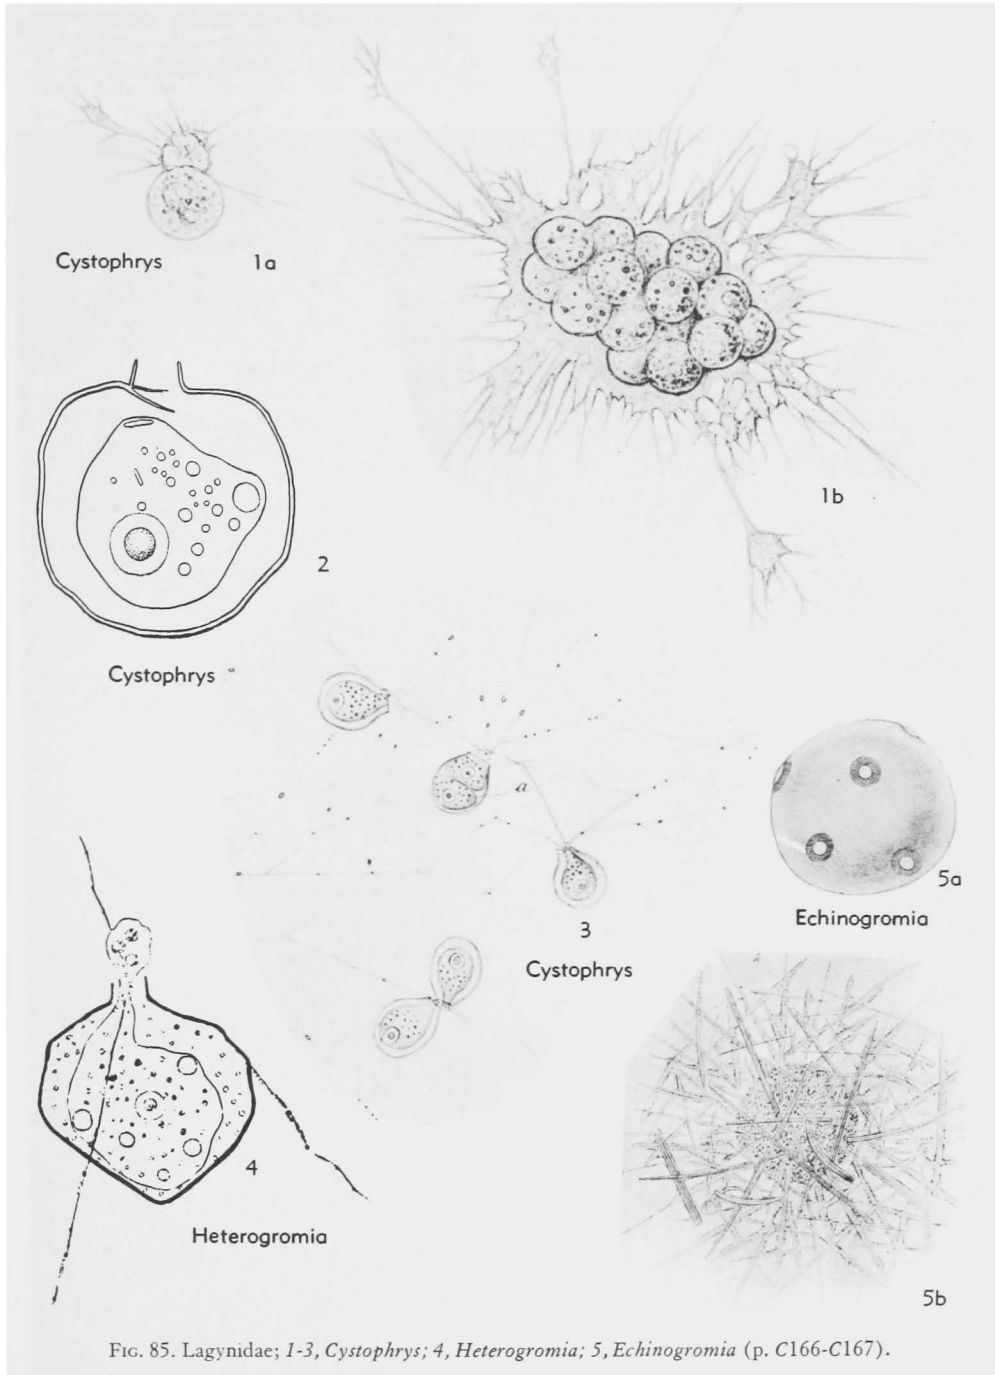 Cystophrys 1a
1b
2
Cystophrys
a
3
Cystophrys
5a
Echinogromia
4
Heterogromia
5b
FIG. 85. Lagynidae; 1-3, Cystophrys; 4, Heterogromia; 5, Echinogromia (p. C166-C167).